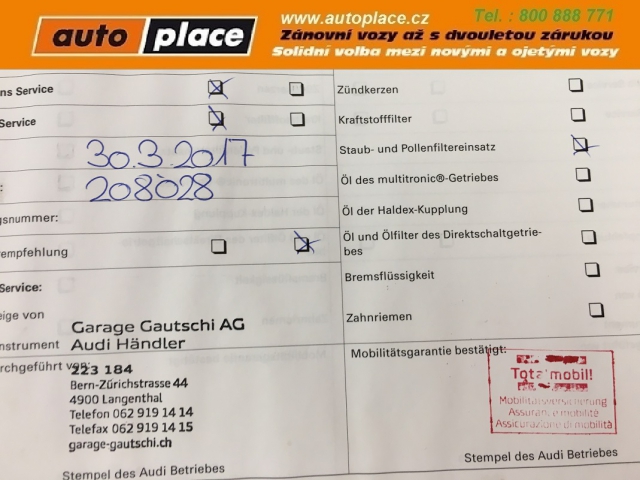 auto place
www.autoplace.cz
Tel. : 800 888 771
Zánovní vozy až s dvouletou zárukou
Solidní volba mezi novými a ojetými vozy
ns Service
Service
30.3.2017
208028
gsnummer:
empfehlung
Service:
eige von
nstrument
rchgeführt von:
Garage Gautschi AG
Audi Händler
223 184
Bern-Zürichstrasse 44
4900 Langenthal
Telefon 062 919 14 14
Telefax 062 919 14 15
garage-gautschi.ch
Stempel des Audi Betriebes
Zündkerzen
Kraftstofffilter
Staub- und Pollenfiltereinsatz
Öl des multitronic®-Getriebes
Öl der Haldex-Kupplung
Öl und Ölfilter des Direktschaltgetrie-
bes
Bremsflüssigkeit
Zahnriemen
Mobilitätsgarantie bestätigt:
Totalmobil!
Mobilitätsversicherung
Assurance mobilité
Assicurazione di mobilità
Stempel des Audi Betriebes